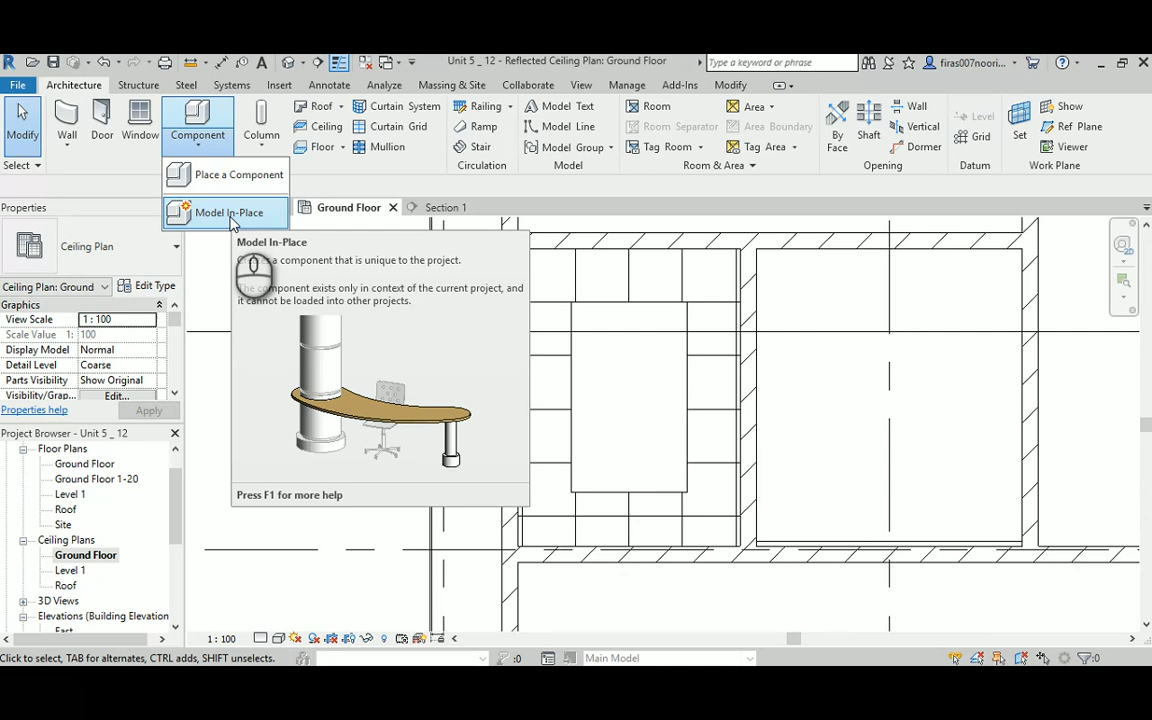 Unit 5 _ 12 - Reflected Ceiling Plan: Ground Floor
Type a keyword or phrase
firas007noori...
File Architecture Structure Steel Systems Insert Annotate Analyze Massing & Site Collaborate View Manage Add-Ins Modify
Modify
Wall
Door
Window
Component
Column
Roof
Ceiling
Floor
Curtain System
Curtain Grid
Mullion
Railing
Ramp
Stair
Model Text
Model Line
Model Group
Room
Room Separator
Tag Room
Area
Area Boundary
Tag Area
By Face
Shaft
Wall
Vertical
Dormer
Level
Grid
Set
Show
Ref Plane
Viewer
Select
Circulation
Model
Room & Area
Opening
Datum
Work Plane
Place a Component
Model In-Place
Ground Floor
Section 1
Properties
Ceiling Plan
Ceiling Plan: Ground
Edit Type
Graphics
View Scale 1 : 100
Scale Value 1: 100
Display Model Normal
Detail Level Coarse
Parts Visibility Show Original
Visibility/Grap... Edit...
Properties help
Apply
Model In-Place
a component that is unique to the project.
component exists only in context of the current project, and
it cannot be loaded into other projects.
Press F1 for more help
Project Browser - Unit 5 _ 12
Floor Plans
Ground Floor
Ground Floor 1-20
Level 1
Roof
Site
Ceiling Plans
Ground Floor
Level 1
Roof
3D Views
Elevations (Building Elevation
East
1 : 100
Click to select, TAB for alternates, CTRL adds, SHIFT unselects.
:0
Main Model
:0